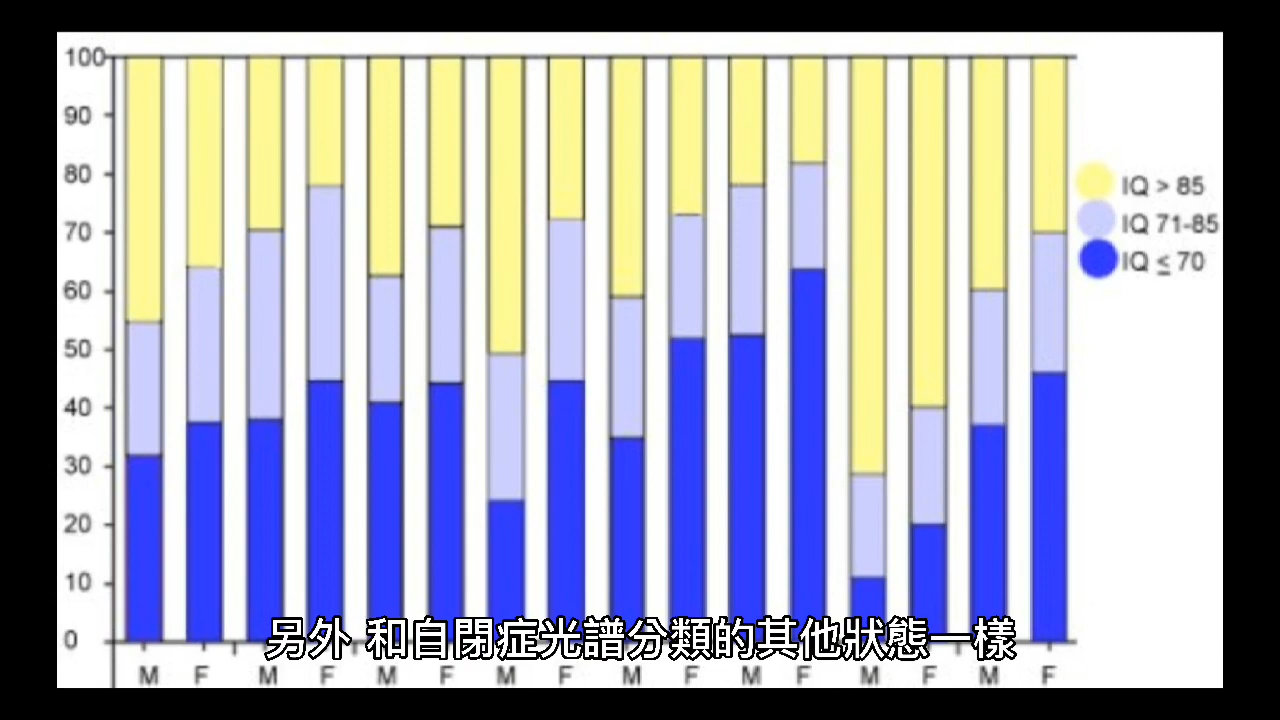 100
90
80
70
60
50
40
30
20
10
0
IQ > 85
IQ 71-85
IQ ≤ 70
另外 和自閉症光譜分類的其他狀態一樣
M F M F M F M F M F M F M F M F